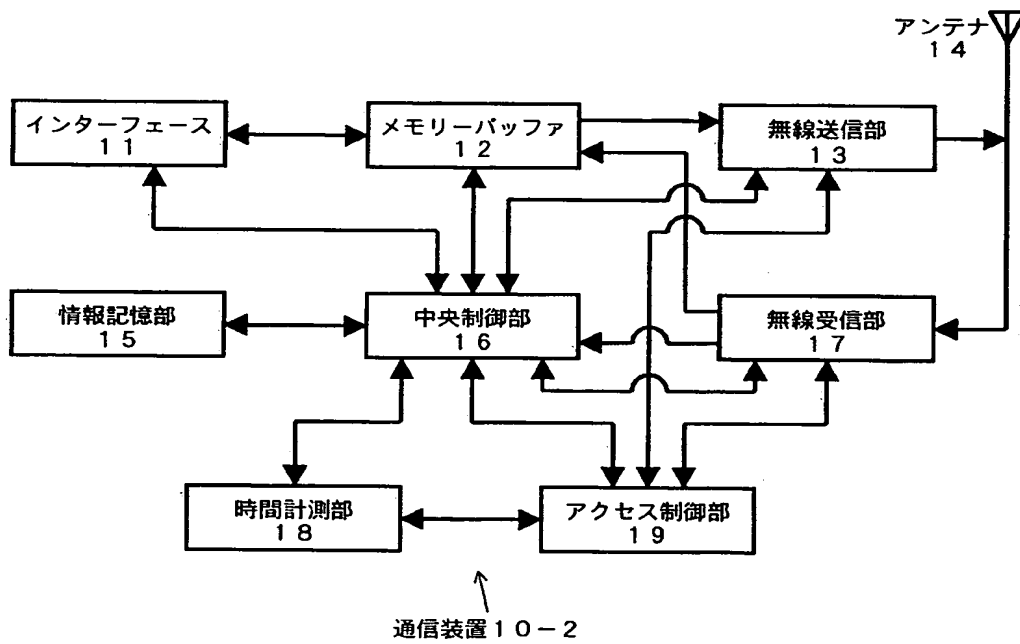 アンテナ
１４
インターフェース
１１
メモリーバッファ
１２
無線送信部
１３
情報記憶部
１５
中央制御部
１６
無線受信部
１７
時間計測部
１８
アクセス制御部
１９
通信装置１０－２